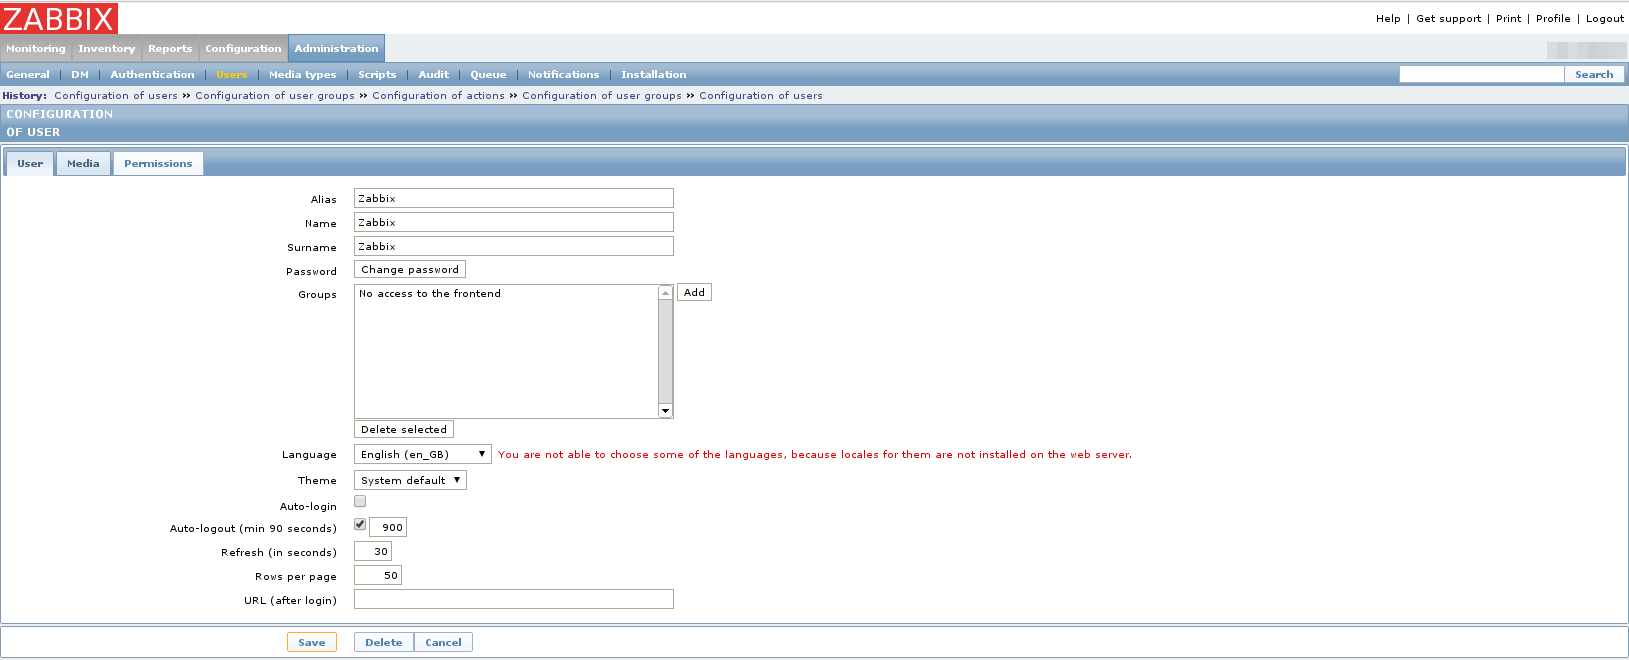 ZABBIX
Help | Get support | Print | Profile | Logout
Monitoring Inventory Reports Configuration Administration
General | DM | Authentication | Users | Media types | Scripts | Audit | Queue | Notifications | Installation Search
History: Configuration of users »» Configuration of user groups »» Configuration of actions »» Configuration of user groups »» Configuration of users
CONFIGURATION
OF USER
User Media Permissions
Alias Zabbix
Name Zabbix
Surname Zabbix
Password Change password
Groups No access to the frontend Add
Delete selected
Language English (en_GB) You are not able to choose some of the languages, because locales for them are not installed on the web server.
Theme System default
Auto-login
Auto-logout (min 90 seconds) 900
Refresh (in seconds) 30
Rows per page 50
URL (after login)
Save Delete Cancel